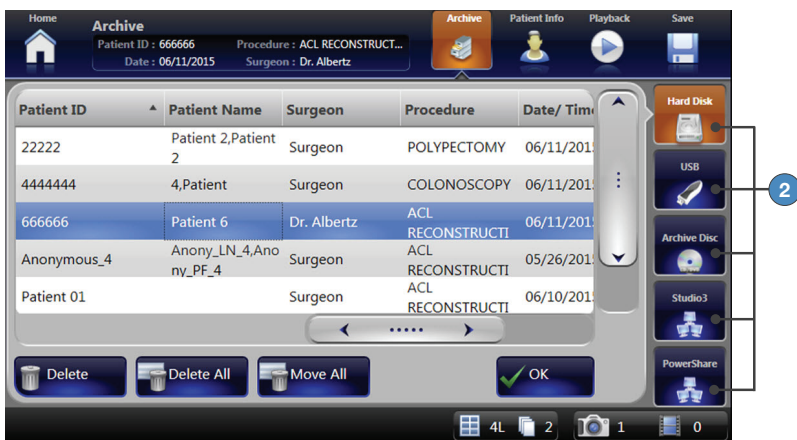 Home
Archive
Patient ID : 666666 Procedure : ACL RECONSTRUCT...
Date : 06/11/2015 Surgeon : Dr. Albertz
Archive
Patient Info
Playback
Save
Patient ID Patient Name Surgeon Procedure Date/ Tim
22222 Patient 2,Patient 2 Surgeon POLYPECTOMY 06/11/201
4444444 4,Patient Surgeon COLONOSCOPY 06/11/201
666666 Patient 6 Dr. Albertz ACL RECONSTRUCTI 06/11/201
Anonymous_4 Anony_LN_4,Ano ny_PF_4 Surgeon ACL RECONSTRUCTI 05/26/201
Patient 01 Surgeon ACL RECONSTRUCTI 06/10/201
Hard Disk
USB
2
Archive Disc
Studio3
PowerShare
Delete
Delete All
Move All
OK
4L 2 1 0